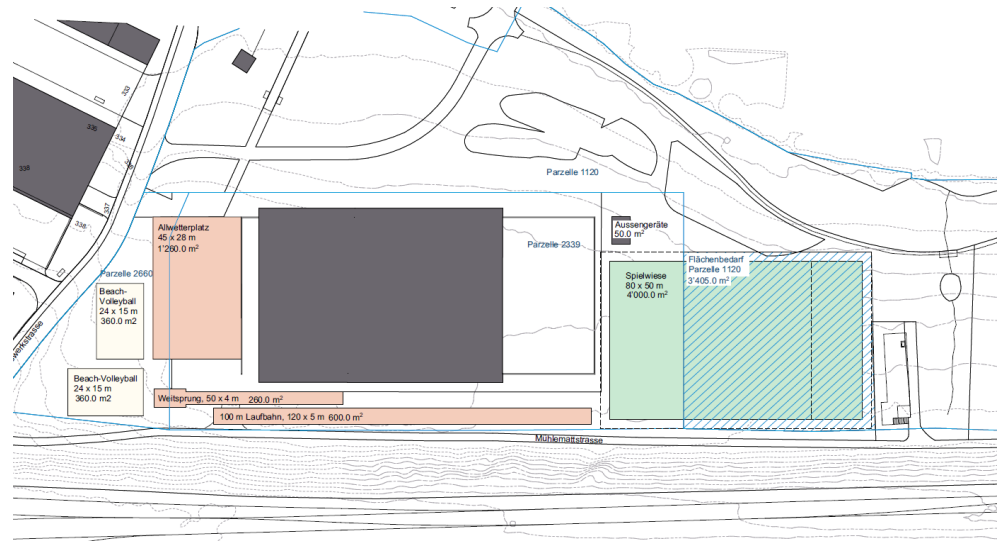 333
335
334
336
338
337
338
Parzelle 1120
Allwetterplatz
45 x 28 m
1'260.0 m²
Aussengeräte
50.0 m²
Parzelle 2339
Flächenbedarf
Parzelle 1120
3'405.0 m²
Spielwiese
80 x 50 m
4'000.0 m²
Parzelle 2660
Beach-
Volleyball
24 x 15 m
360.0 m2
Beach-Volleyball
24 x 15 m
360.0 m2
Weitsprung, 50 x 4 m 260.0 m²
100 m Laufbahn, 120 x 5 m 600.0 m²
Mühlemattstrasse